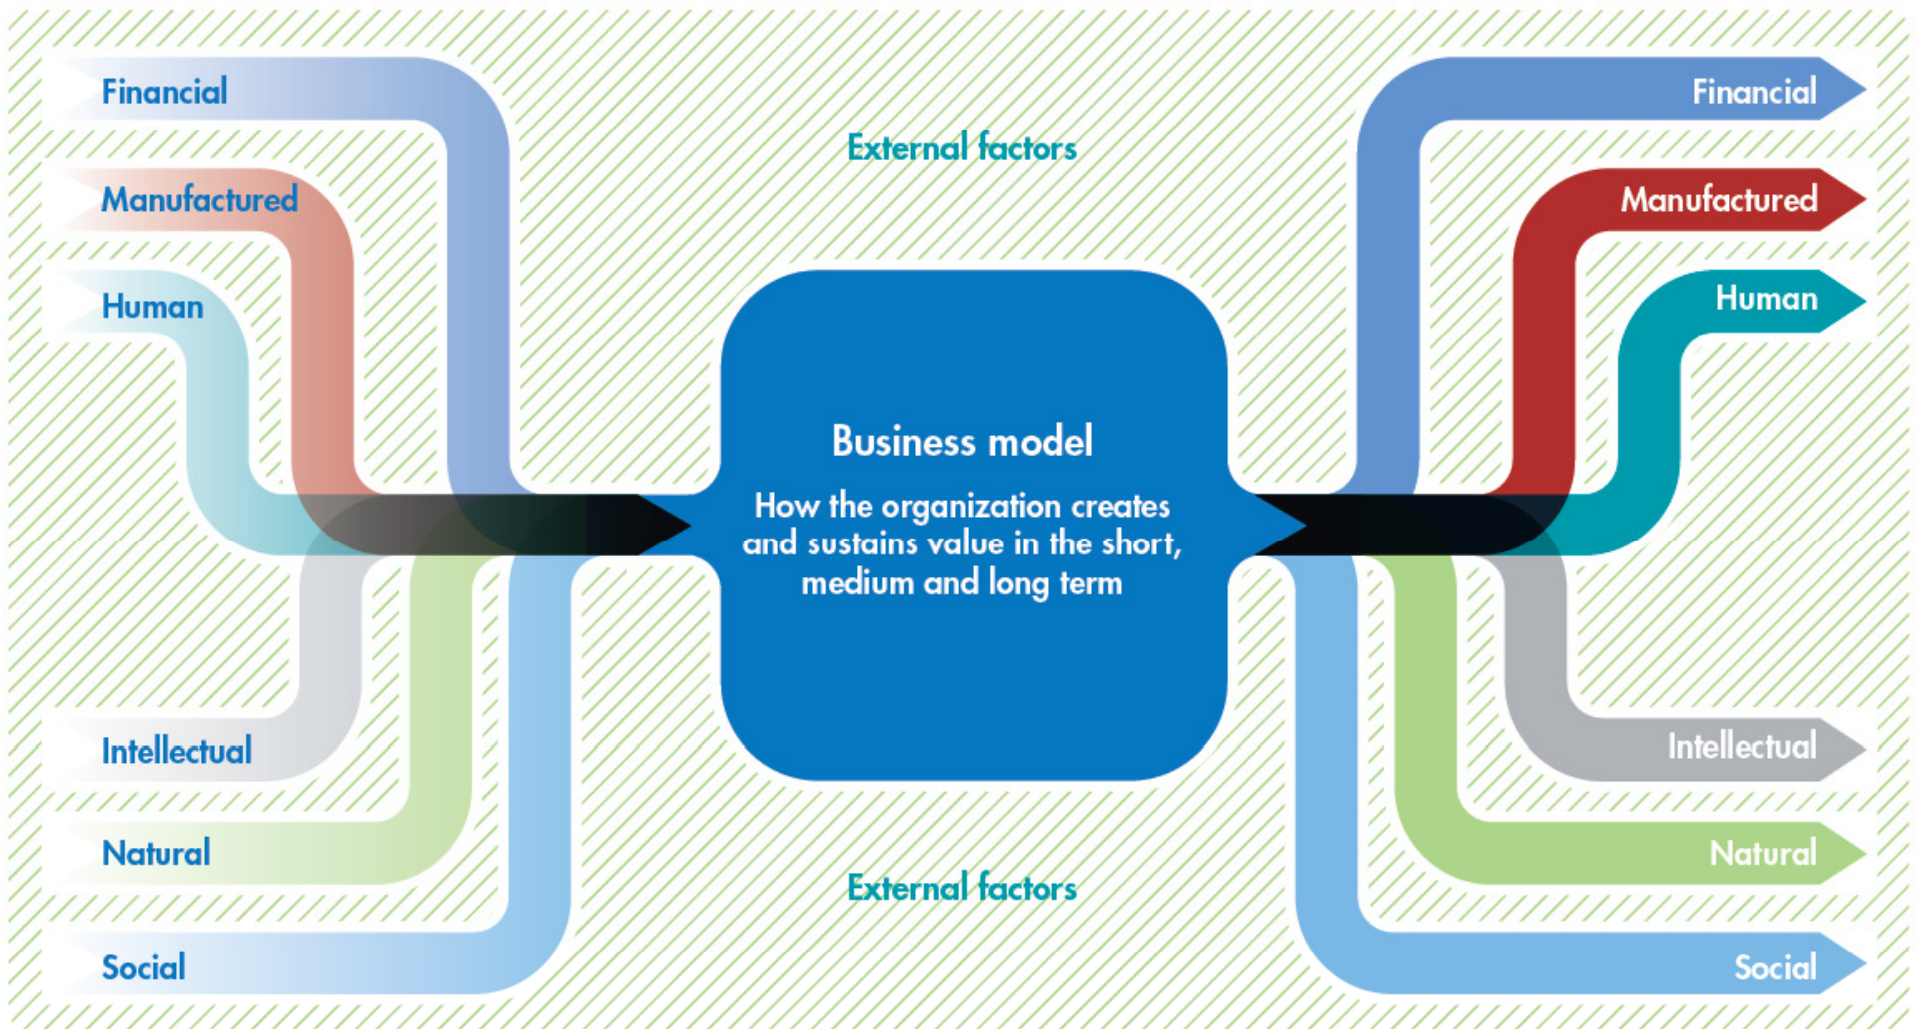 Financial
Manufactured
Human
Intellectual
Natural
Social
External factors
Business model
How the organization creates
and sustains value in the short,
medium and long term
External factors
Financial
Manufactured
Human
Intellectual
Natural
Social